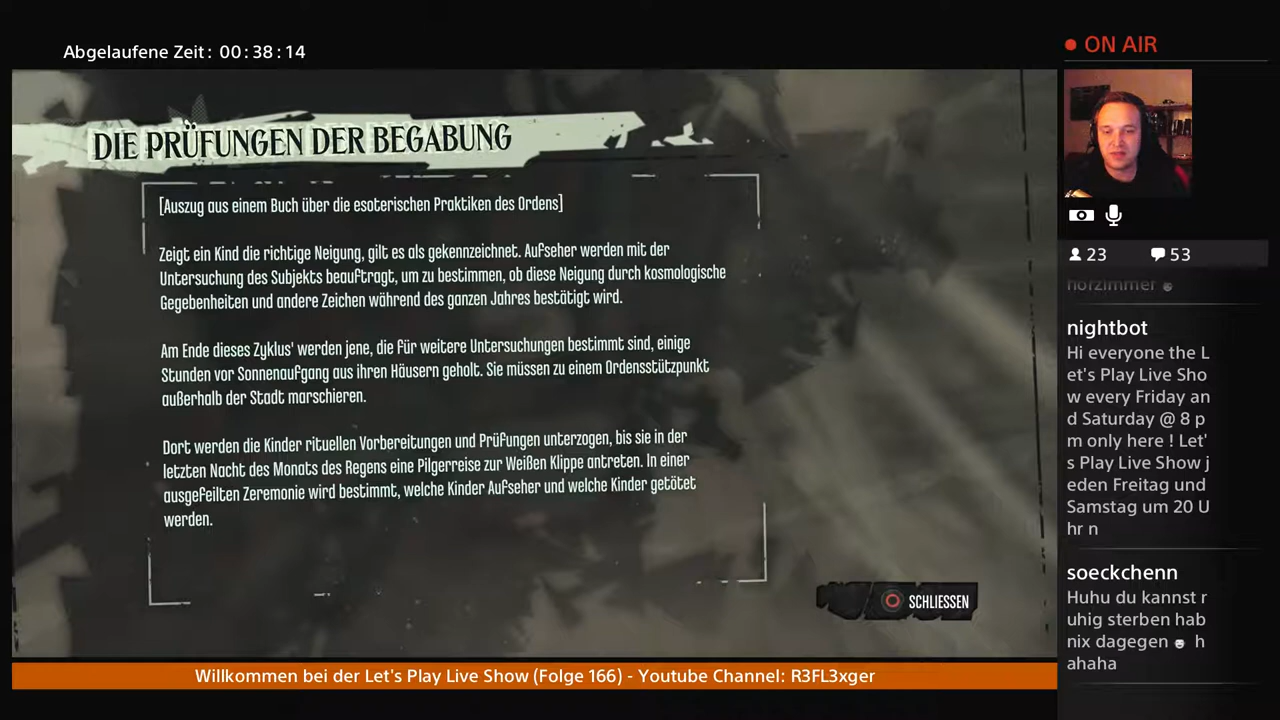 Abgelaufene Zeit: 00:38:14
ON AIR
DIE PRÜFUNGEN DER BEGABUNG
[Auszug aus einem Buch über die esoterischen Praktiken des Ordens]
Zeigt ein Kind die richtige Neigung, gilt es als gekennzeichnet. Aufseher werden mit der
Untersuchung des Subjekts beauftragt, um zu bestimmen, ob diese Neigung durch kosmologische
Gegebenheiten und andere Zeichen während des ganzen Jahres bestätigt wird.
Am Ende dieses Zyklus' werden jene, die für weitere Untersuchungen bestimmt sind, einige
Stunden vor Sonnenaufgang aus ihren Häusern geholt. Sie müssen zu einem Ordensstützpunkt
außerhalb der Stadt marschieren.
Dort werden die Kinder rituellen Vorbereitungen und Prüfungen unterzogen, bis sie in der
letzten Nacht des Monats des Regens eine Pilgerreise zur Weißen Klippe antreten. In einer
ausgefeilten Zeremonie wird bestimmt, welche Kinder Aufseher und welche Kinder getötet
werden.
SCHLIESSEN
Willkommen bei der Let's Play Live Show (Folge 166) - Youtube Channel: R3FL3xger
23 53
horzimmer
nightbot
Hi everyone the L
et's Play Live Sho
w every Friday an
d Saturday @ 8 p
m only here ! Let'
s Play Live Show j
eden Freitag und
Samstag um 20 U
hr n
soeckchenn
Huhu du kannst r
uhig sterben hab
nix dagegen h
ahaha